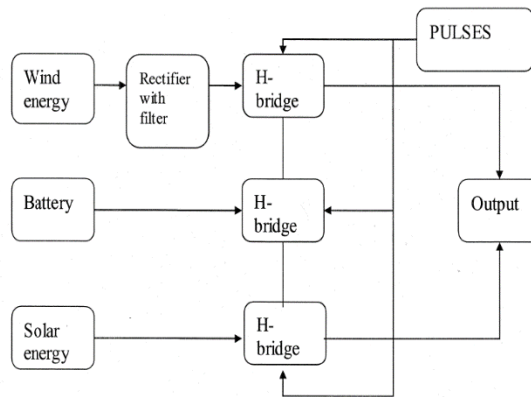 PULSES
Wind
energy
Rectifier
with
filter
H-
bridge
Battery
H-
bridge
Output
Solar
energy
H-
bridge